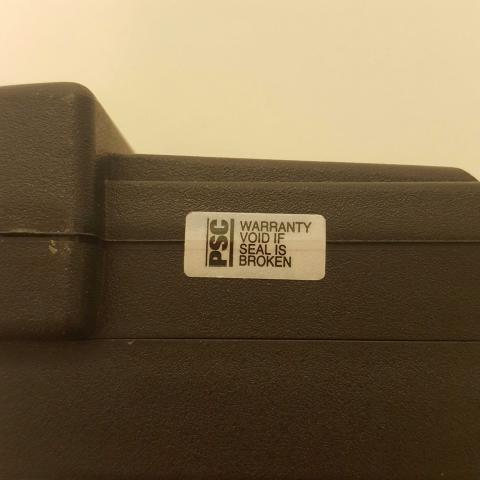 PSC
WARRANTY
VOID IF
SEAL IS
BROKEN